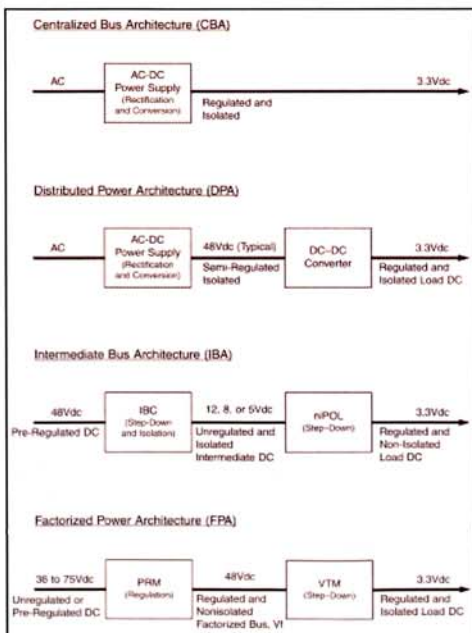 Centralized Bus Architecture (CBA)
AC
AC-DC
Power Supply
(Rectification
and Conversion)
Regulated and
Isolated
3.3Vdc
Distributed Power Architecture (DPA)
AC
AC-DC
Power Supply
(Rectification
and Conversion)
48Vdc (Typical)
Semi-Regulated
Isolated
DC-DC
Converter
3.3Vdc
Regulated and
Isolated Load DC
Intermediate Bus Architecture (IBA)
48Vdc
Pre-Regulated DC
IBC
(Step-Down
and Isolation)
12, 8, or 5Vdc
Unregulated and
Isolated
Intermediate DC
niPOL
(Step-Down)
3.3Vdc
Regulated and
Non-Isolated
Load DC
Factorized Power Architecture (FPA)
36 to 75Vdc
Unregulated or
Pre-Regulated DC
PRM
(Regulation)
48Vdc
Regulated and
Nonisolated
Factorized Bus, Vf
VTM
(Step-Down)
3.3Vdc
Regulated and
Isolated Load DC